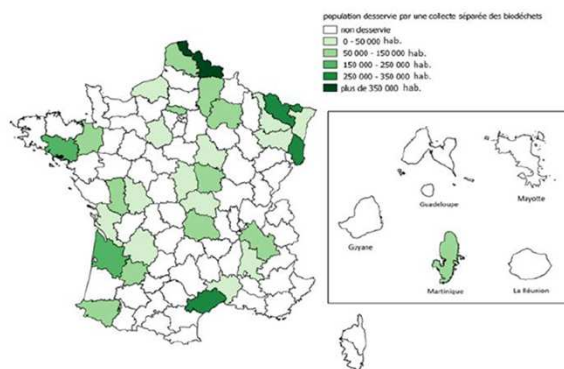 population desservie par une collecte séparée des biodéchets
non desservie
0 - 50 000 hab.
50 000 - 150 000 hab.
150 000 - 250 000 hab.
250 000 - 350 000 hab.
plus de 350 000 hab.
Guadeloupe
Mayotte
Guyane
Martinique
La Réunion